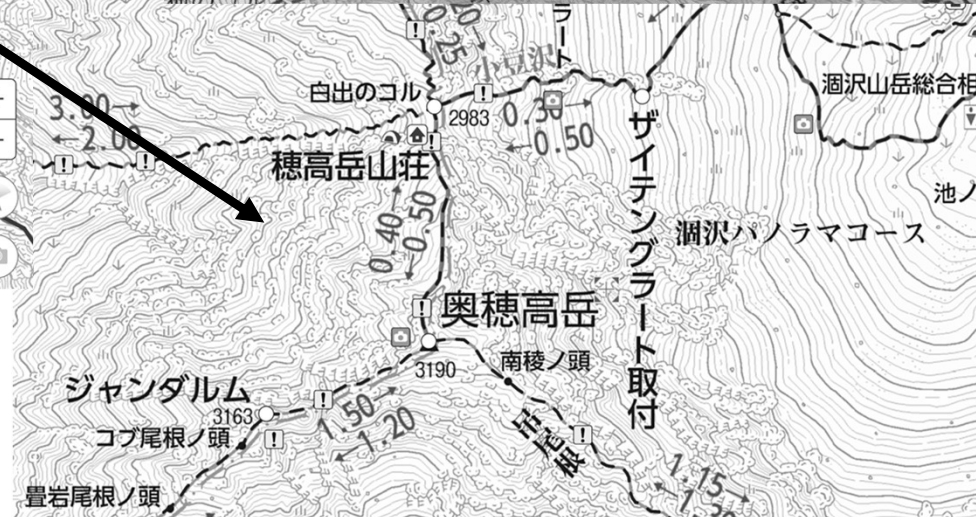 0.25
小豆沢
白出のコル
2983
0.30
0.50
3.00
2.00
穂高岳山荘
ザイテングラート取付
涸沢山岳総合相
池ノ
涸沢パノラマコース
0.40
0.50
奥穂高岳
3190
南稜ノ頭
ジャンダルム
3163
コブ尾根ノ頭
1.50
1.20
吊尾根
畳岩尾根ノ頭
1.15